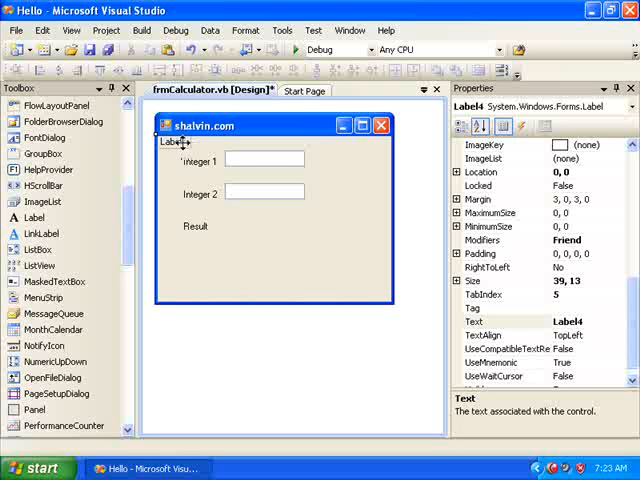 Hello - Microsoft Visual Studio
File Edit View Project Build Debug Data Format Tools Test Window Help
Debug Any CPU
Toolbox
FlowLayoutPanel
FolderBrowserDialog
FontDialog
GroupBox
HelpProvider
HScrollBar
ImageList
Label
LinkLabel
ListBox
ListView
MaskedTextBox
MenuStrip
MessageQueue
MonthCalendar
NotifyIcon
NumericUpDown
OpenFileDialog
PageSetupDialog
Panel
PerformanceCounter
frmCalculator.vb [Design]* Start Page
shalvin.com
Integer 1
Integer 2
Result
Properties
Label4 System.Windows.Forms.Label
ImageKey (none)
ImageList (none)
Location 0, 0
Locked False
Margin 3, 0, 3, 0
MaximumSize 0, 0
MinimumSize 0, 0
Modifiers Friend
Padding 0, 0, 0, 0
RightToLeft No
Size 39, 13
TabIndex 5
Tag
Text Label4
TextAlign TopLeft
UseCompatibleTextRe False
UseMnemonic True
UseWaitCursor False
Text
The text associated with the control.
start Hello - Microsoft Visu... 7:23 AM